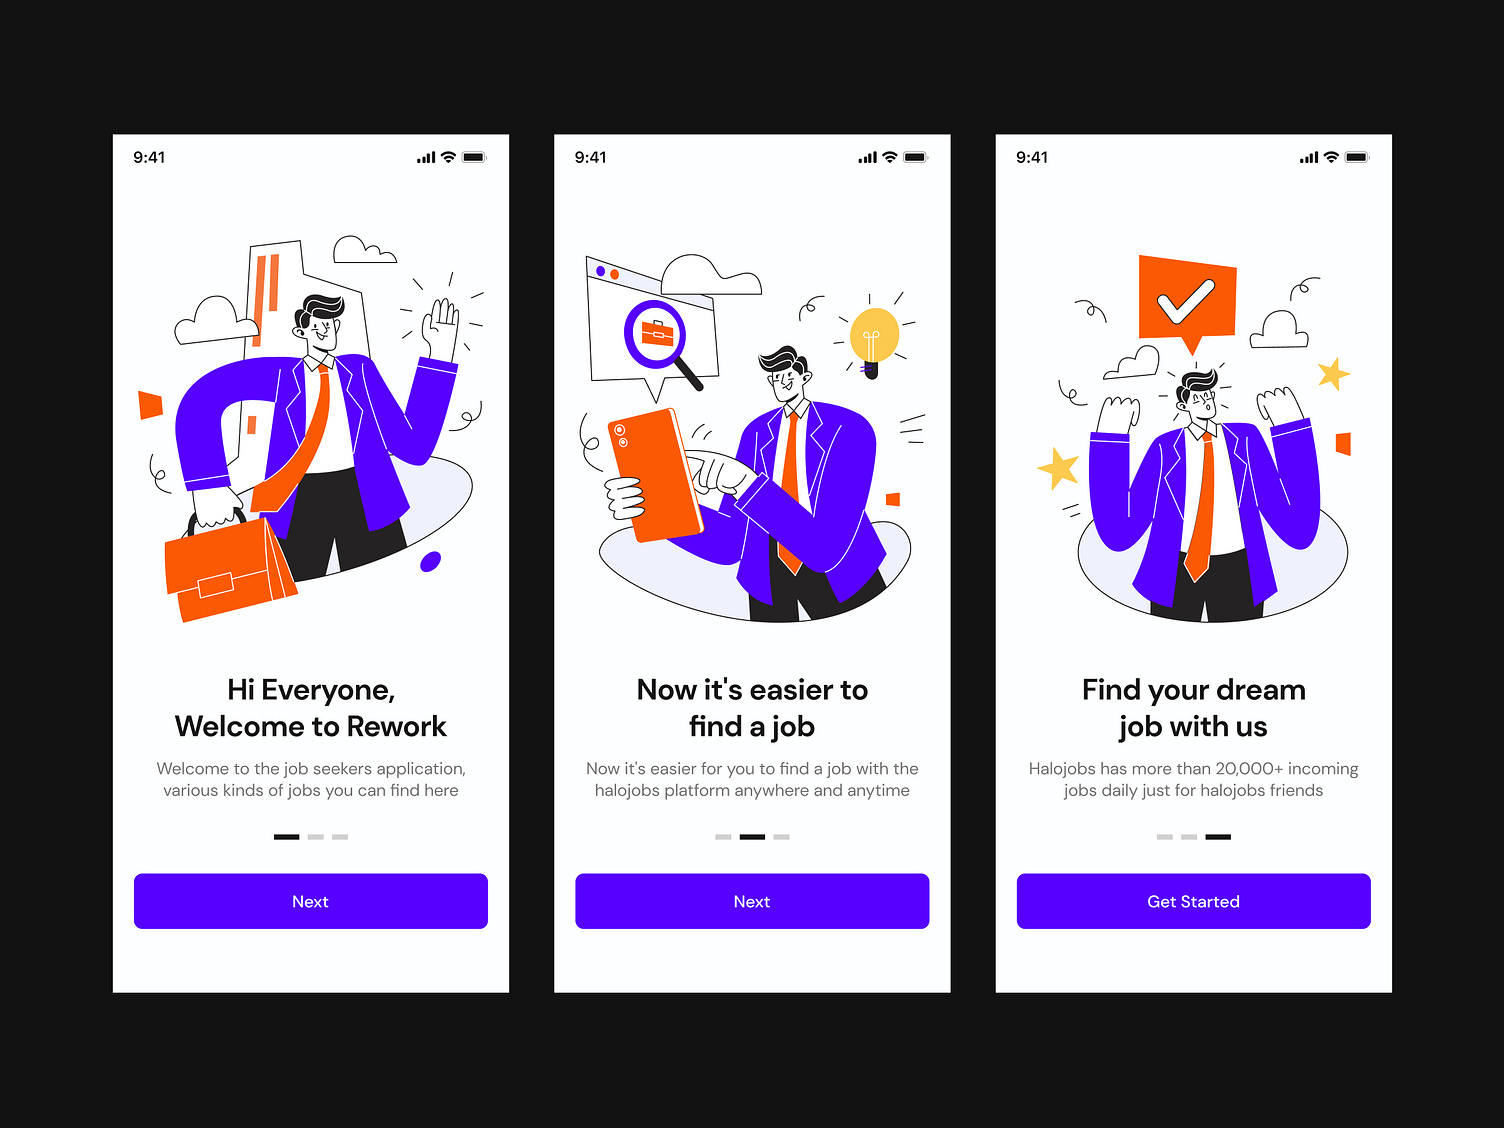 9:41
Hi Everyone,
Welcome to Rework
Welcome to the job seekers application,
various kinds of jobs you can find here
Next
9:41
Now it's easier to
find a job
Now it's easier for you to find a job with the
halojobs platform anywhere and anytime
Next
9:41
Find your dream
job with us
Halojobs has more than 20,000+ incoming
jobs daily just for halojobs friends
Get Started